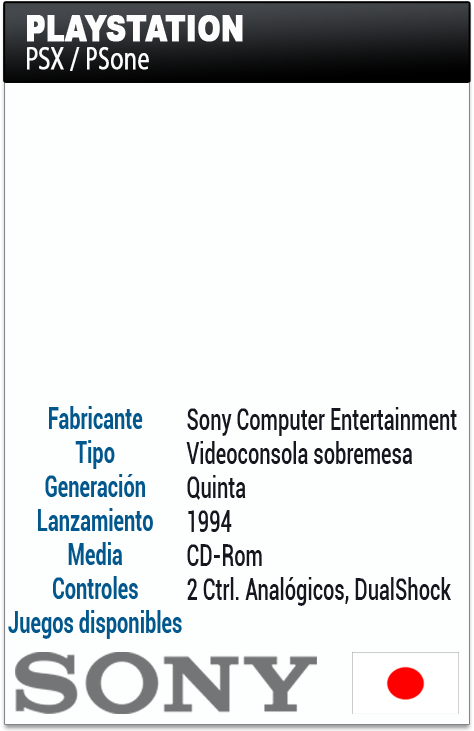 PLAYSTATION
PSX / PSone
Fabricante Sony Computer Entertainment
Tipo Videoconsola sobremesa
Generación Quinta
Lanzamiento 1994
Media CD-Rom
Controles 2 Ctrl. Analógicos, DualShock
Juegos disponibles
SONY